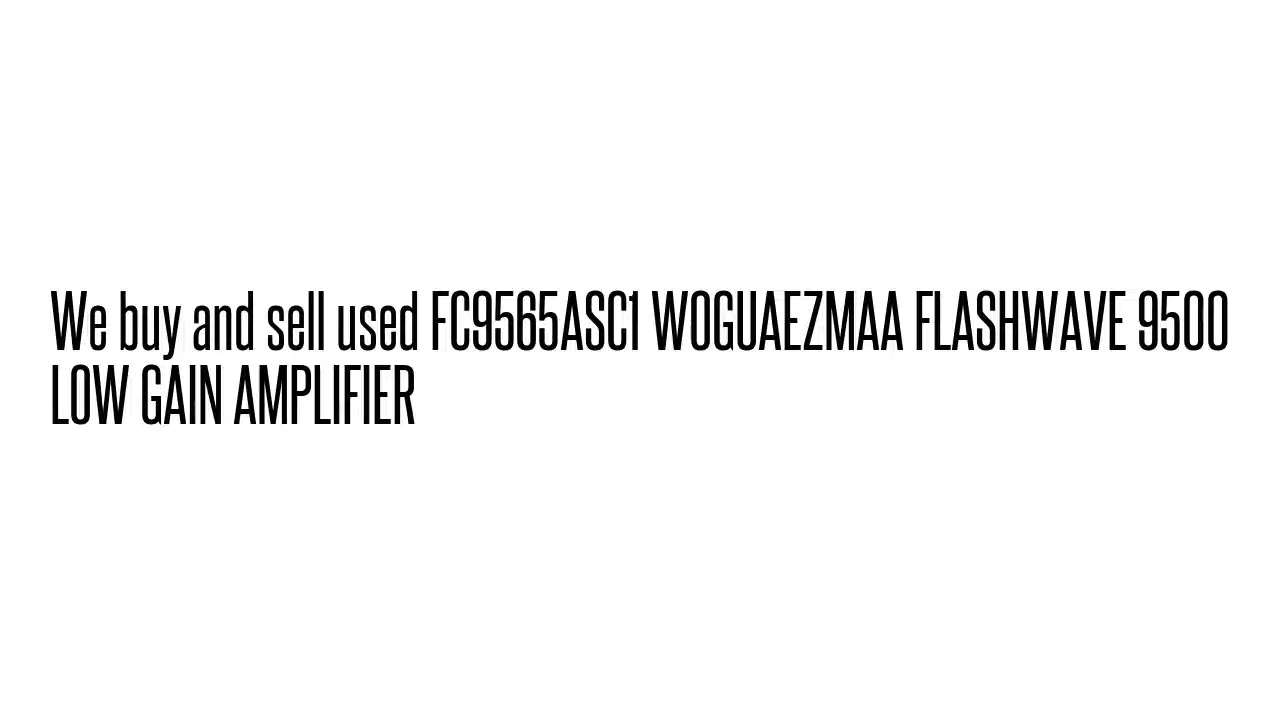 We buy and sell used FC9565ASC1 WOGUAEZMAA FLASHWAVE 9500
LOW GAIN AMPLIFIER